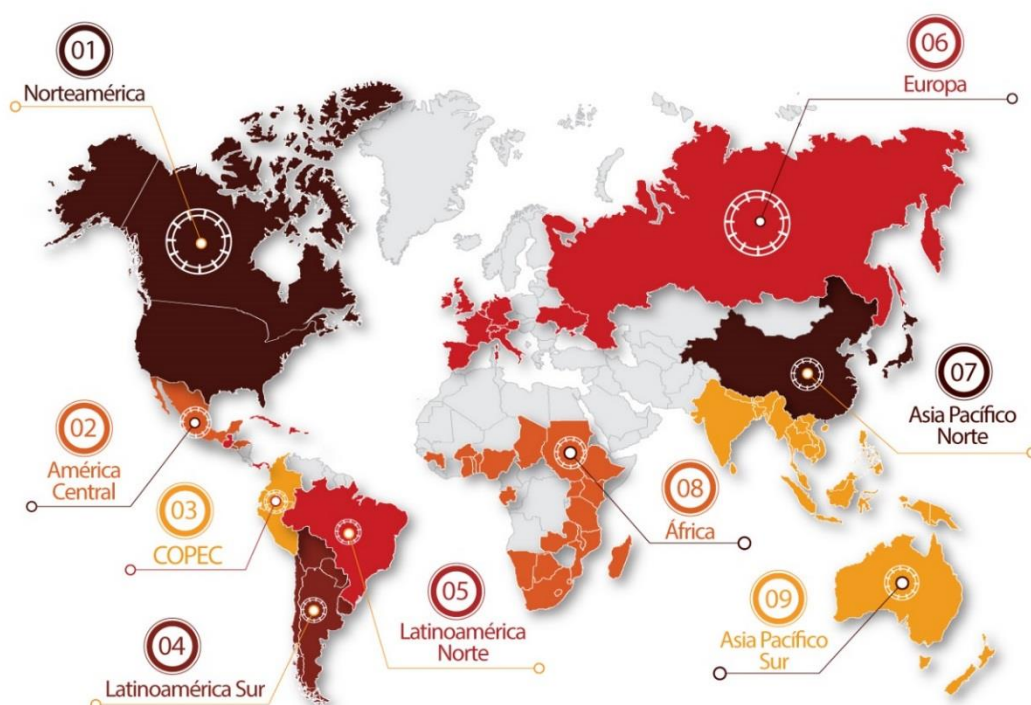 01
Norteamérica
06
Europa
02
América
Central
03
COPEC
04
Latinoamérica Sur
05
Latinoamérica
Norte
07
Asia Pacífico
Norte
08
África
09
Asia Pacífico
Sur